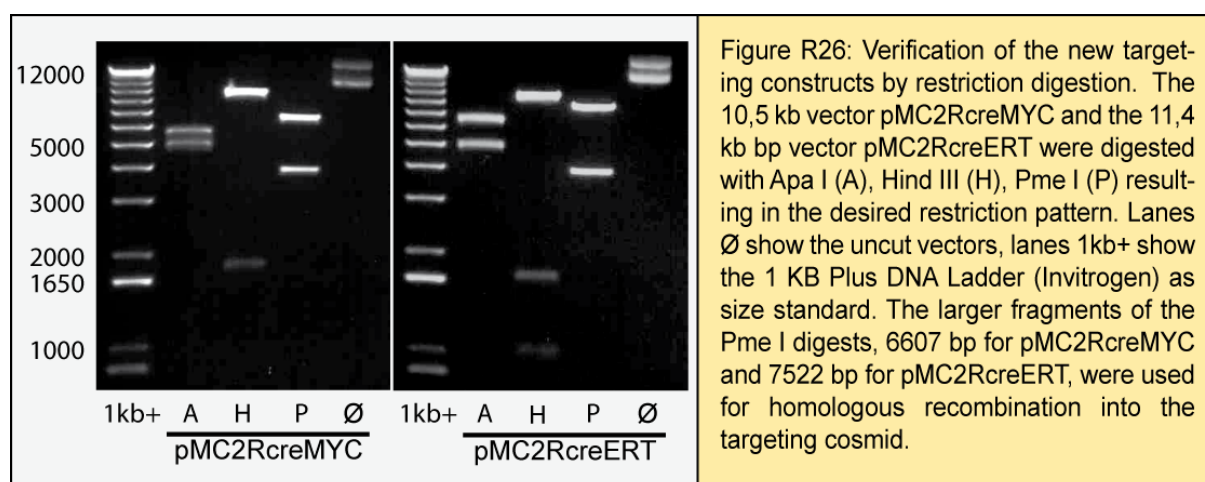 12000
5000
3000
2000
1650
1000
1kb+ A H P Ø 1kb+ A H P Ø
pMC2RcreMYC pMC2RcreERT
Figure R26: Verification of the new target-
ing constructs by restriction digestion. The
10,5 kb vector pMC2RcreMYC and the 11,4
kb bp vector pMC2RcreERT were digested
with Apa I (A), Hind III (H), Pme I (P) result-
ing in the desired restriction pattern. Lanes
Ø show the uncut vectors, lanes 1kb+ show
the 1 KB Plus DNA Ladder (Invitrogen) as
size standard. The larger fragments of the
Pme I digests, 6607 bp for pMC2RcreMYC
and 7522 bp for pMC2RcreERT, were used
for homologous recombination into the
targeting cosmid.